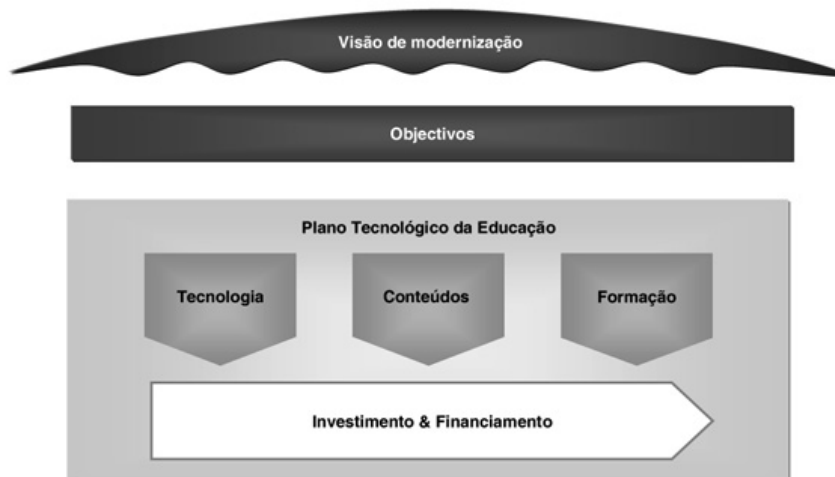 Visão de modernização
Objectivos
Plano Tecnológico da Educação
Tecnologia
Conteúdos
Formação
Investimento & Financiamento